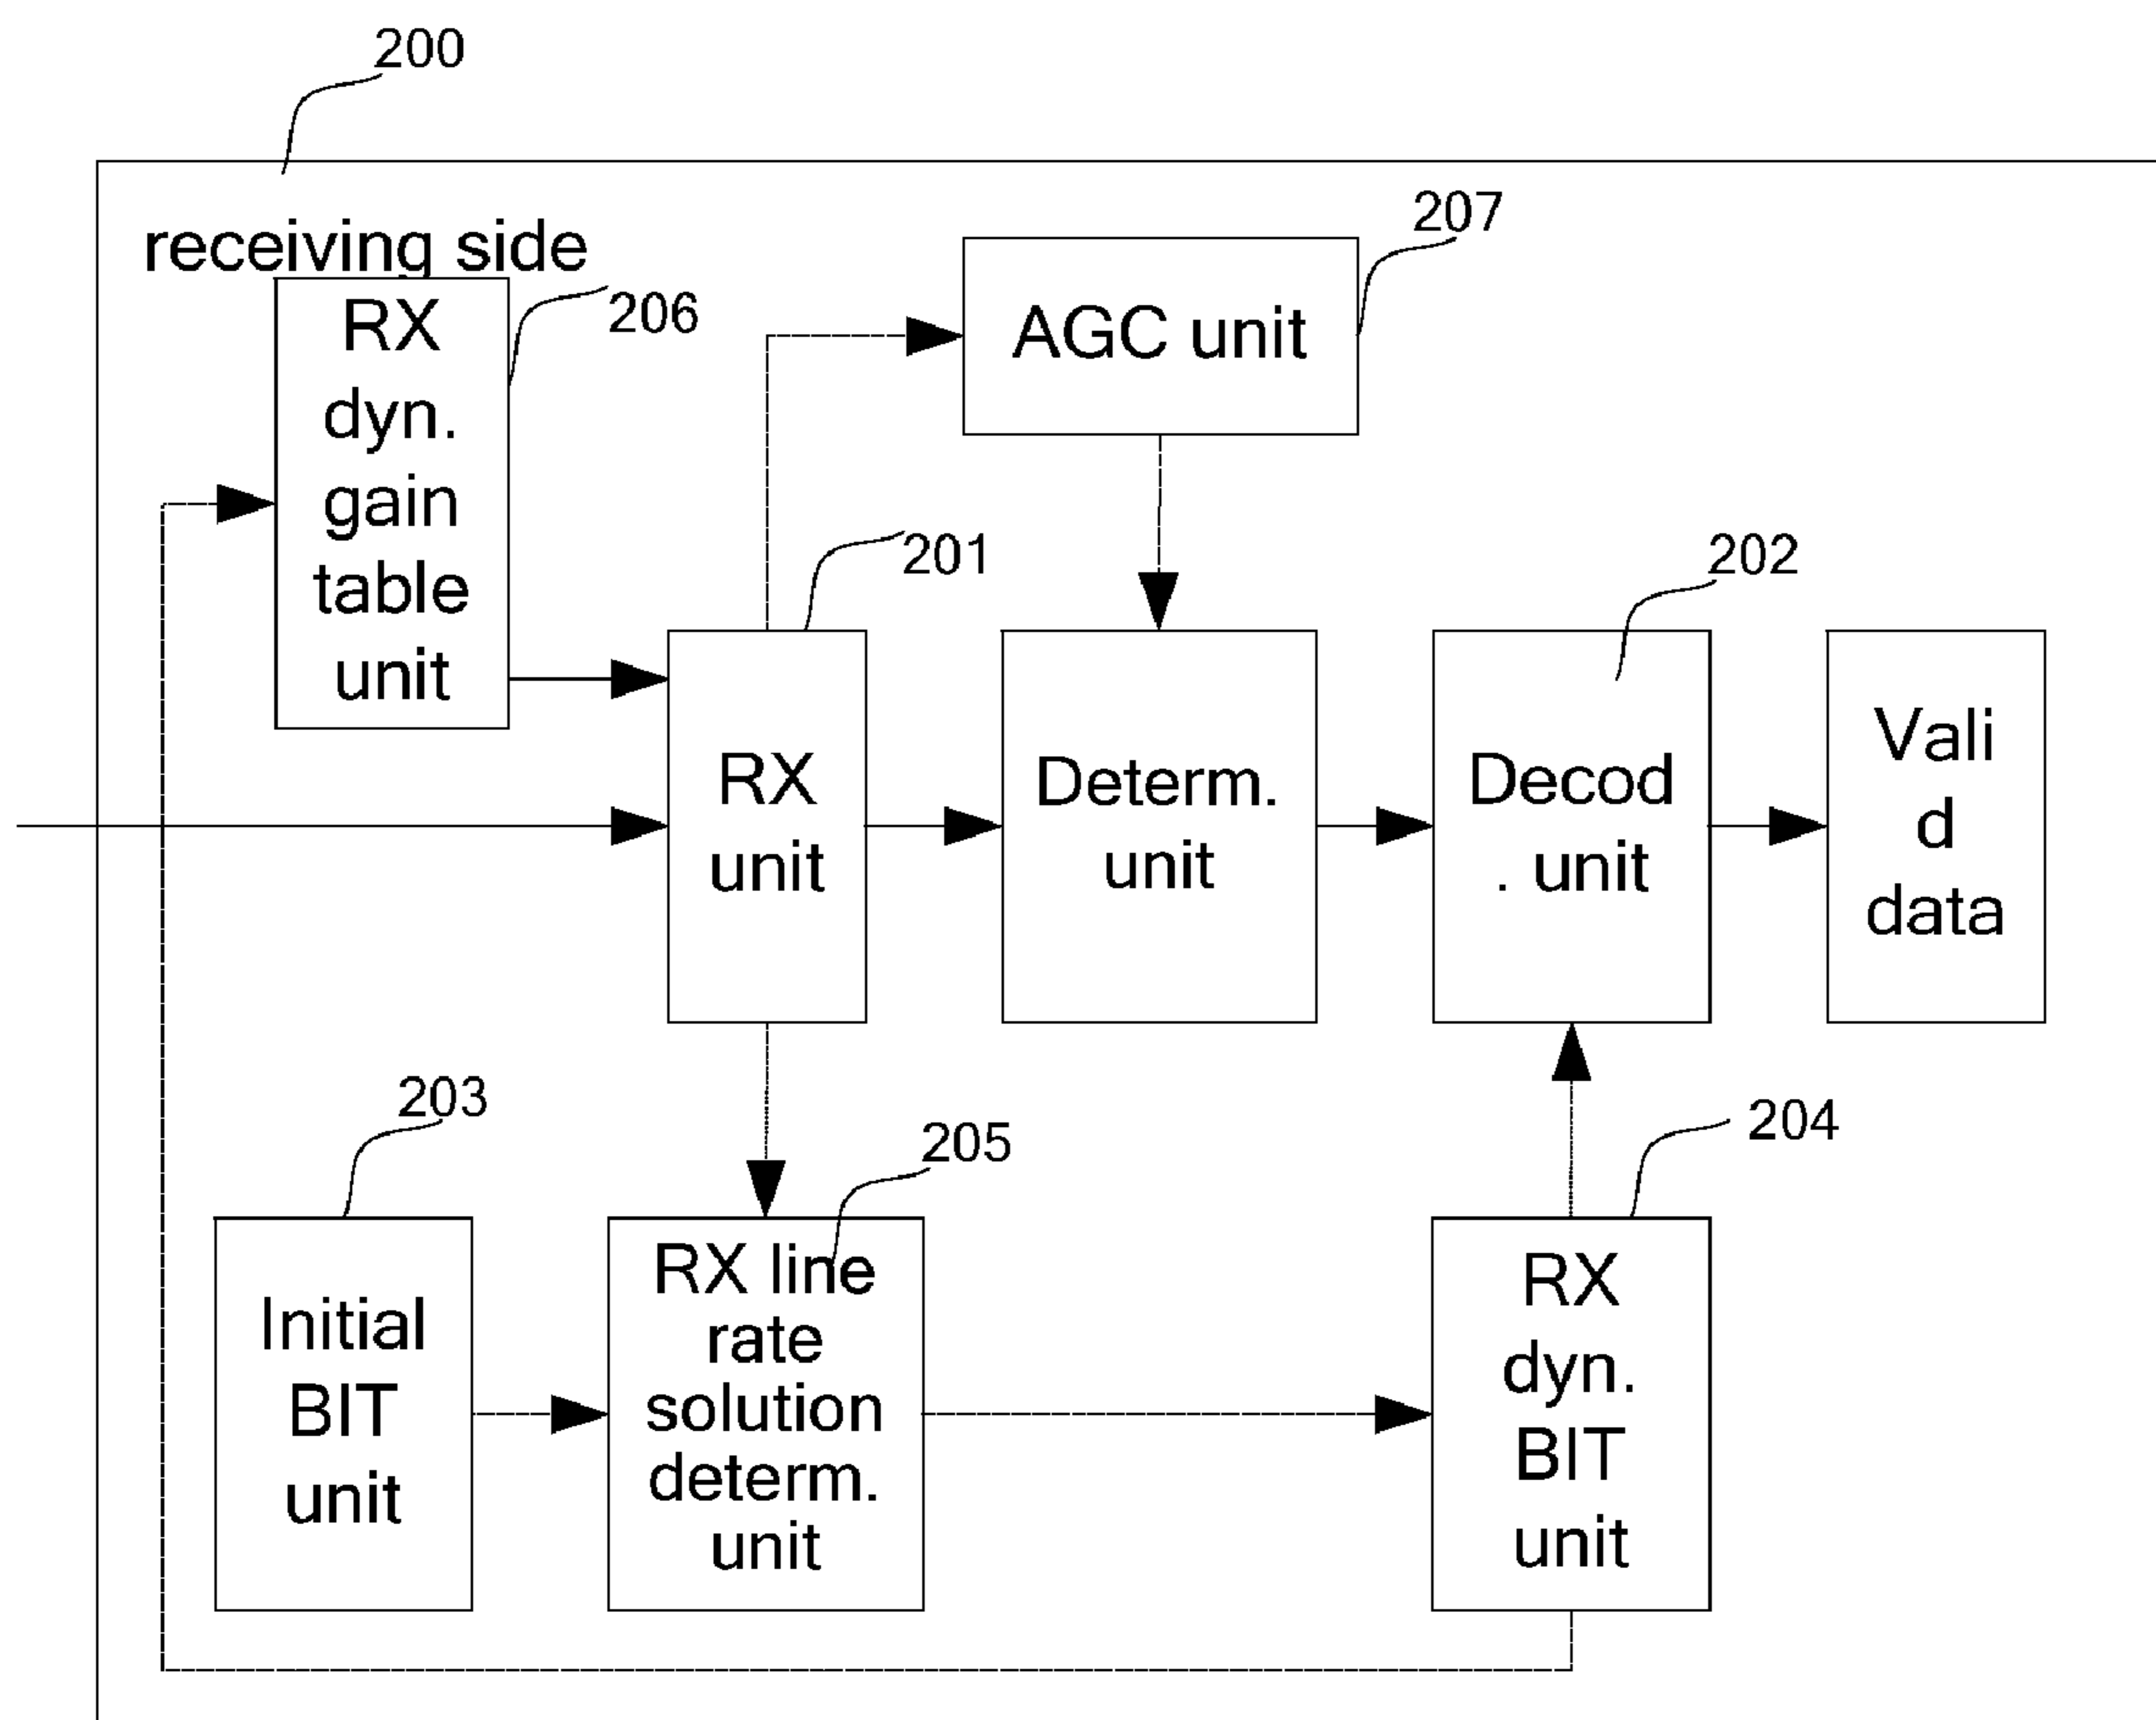 200
receiving side
207
206
RX
dyn.
gain
table
unit
AGC unit
201
202
RX
unit
Determ.
unit
Decod
. unit
Vali
d
data
203
205
204
Initial
BIT
unit
RX line
rate
solution
determ.
unit
RX
dyn.
BIT
unit